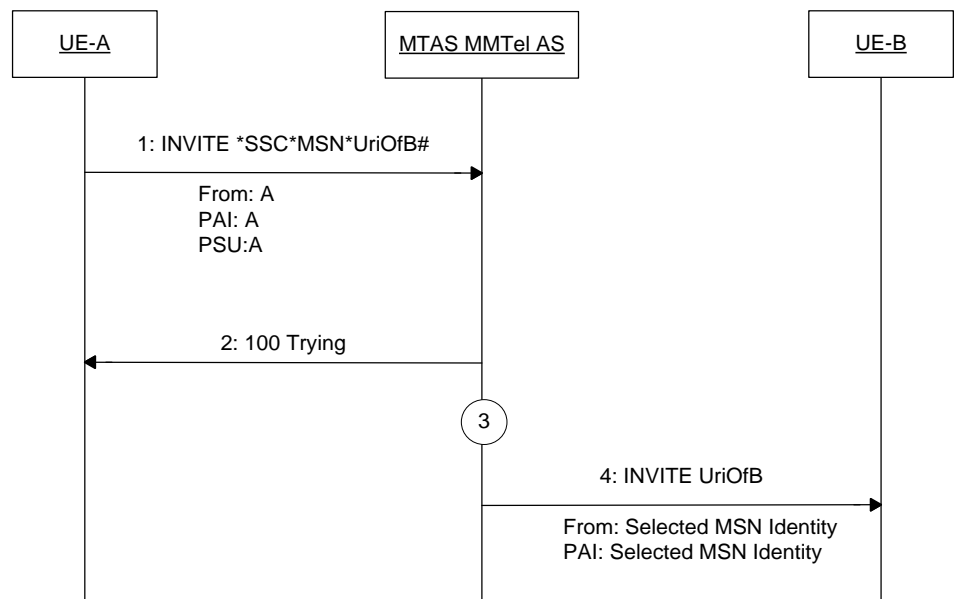 UE-A
MTAS MMTel AS
UE-B
1: INVITE *SSC*MSN*UriOfB#
From: A
PAI: A
PSU:A
2: 100 Trying
3
4: INVITE UriOfB
From: Selected MSN Identity
PAI: Selected MSN Identity